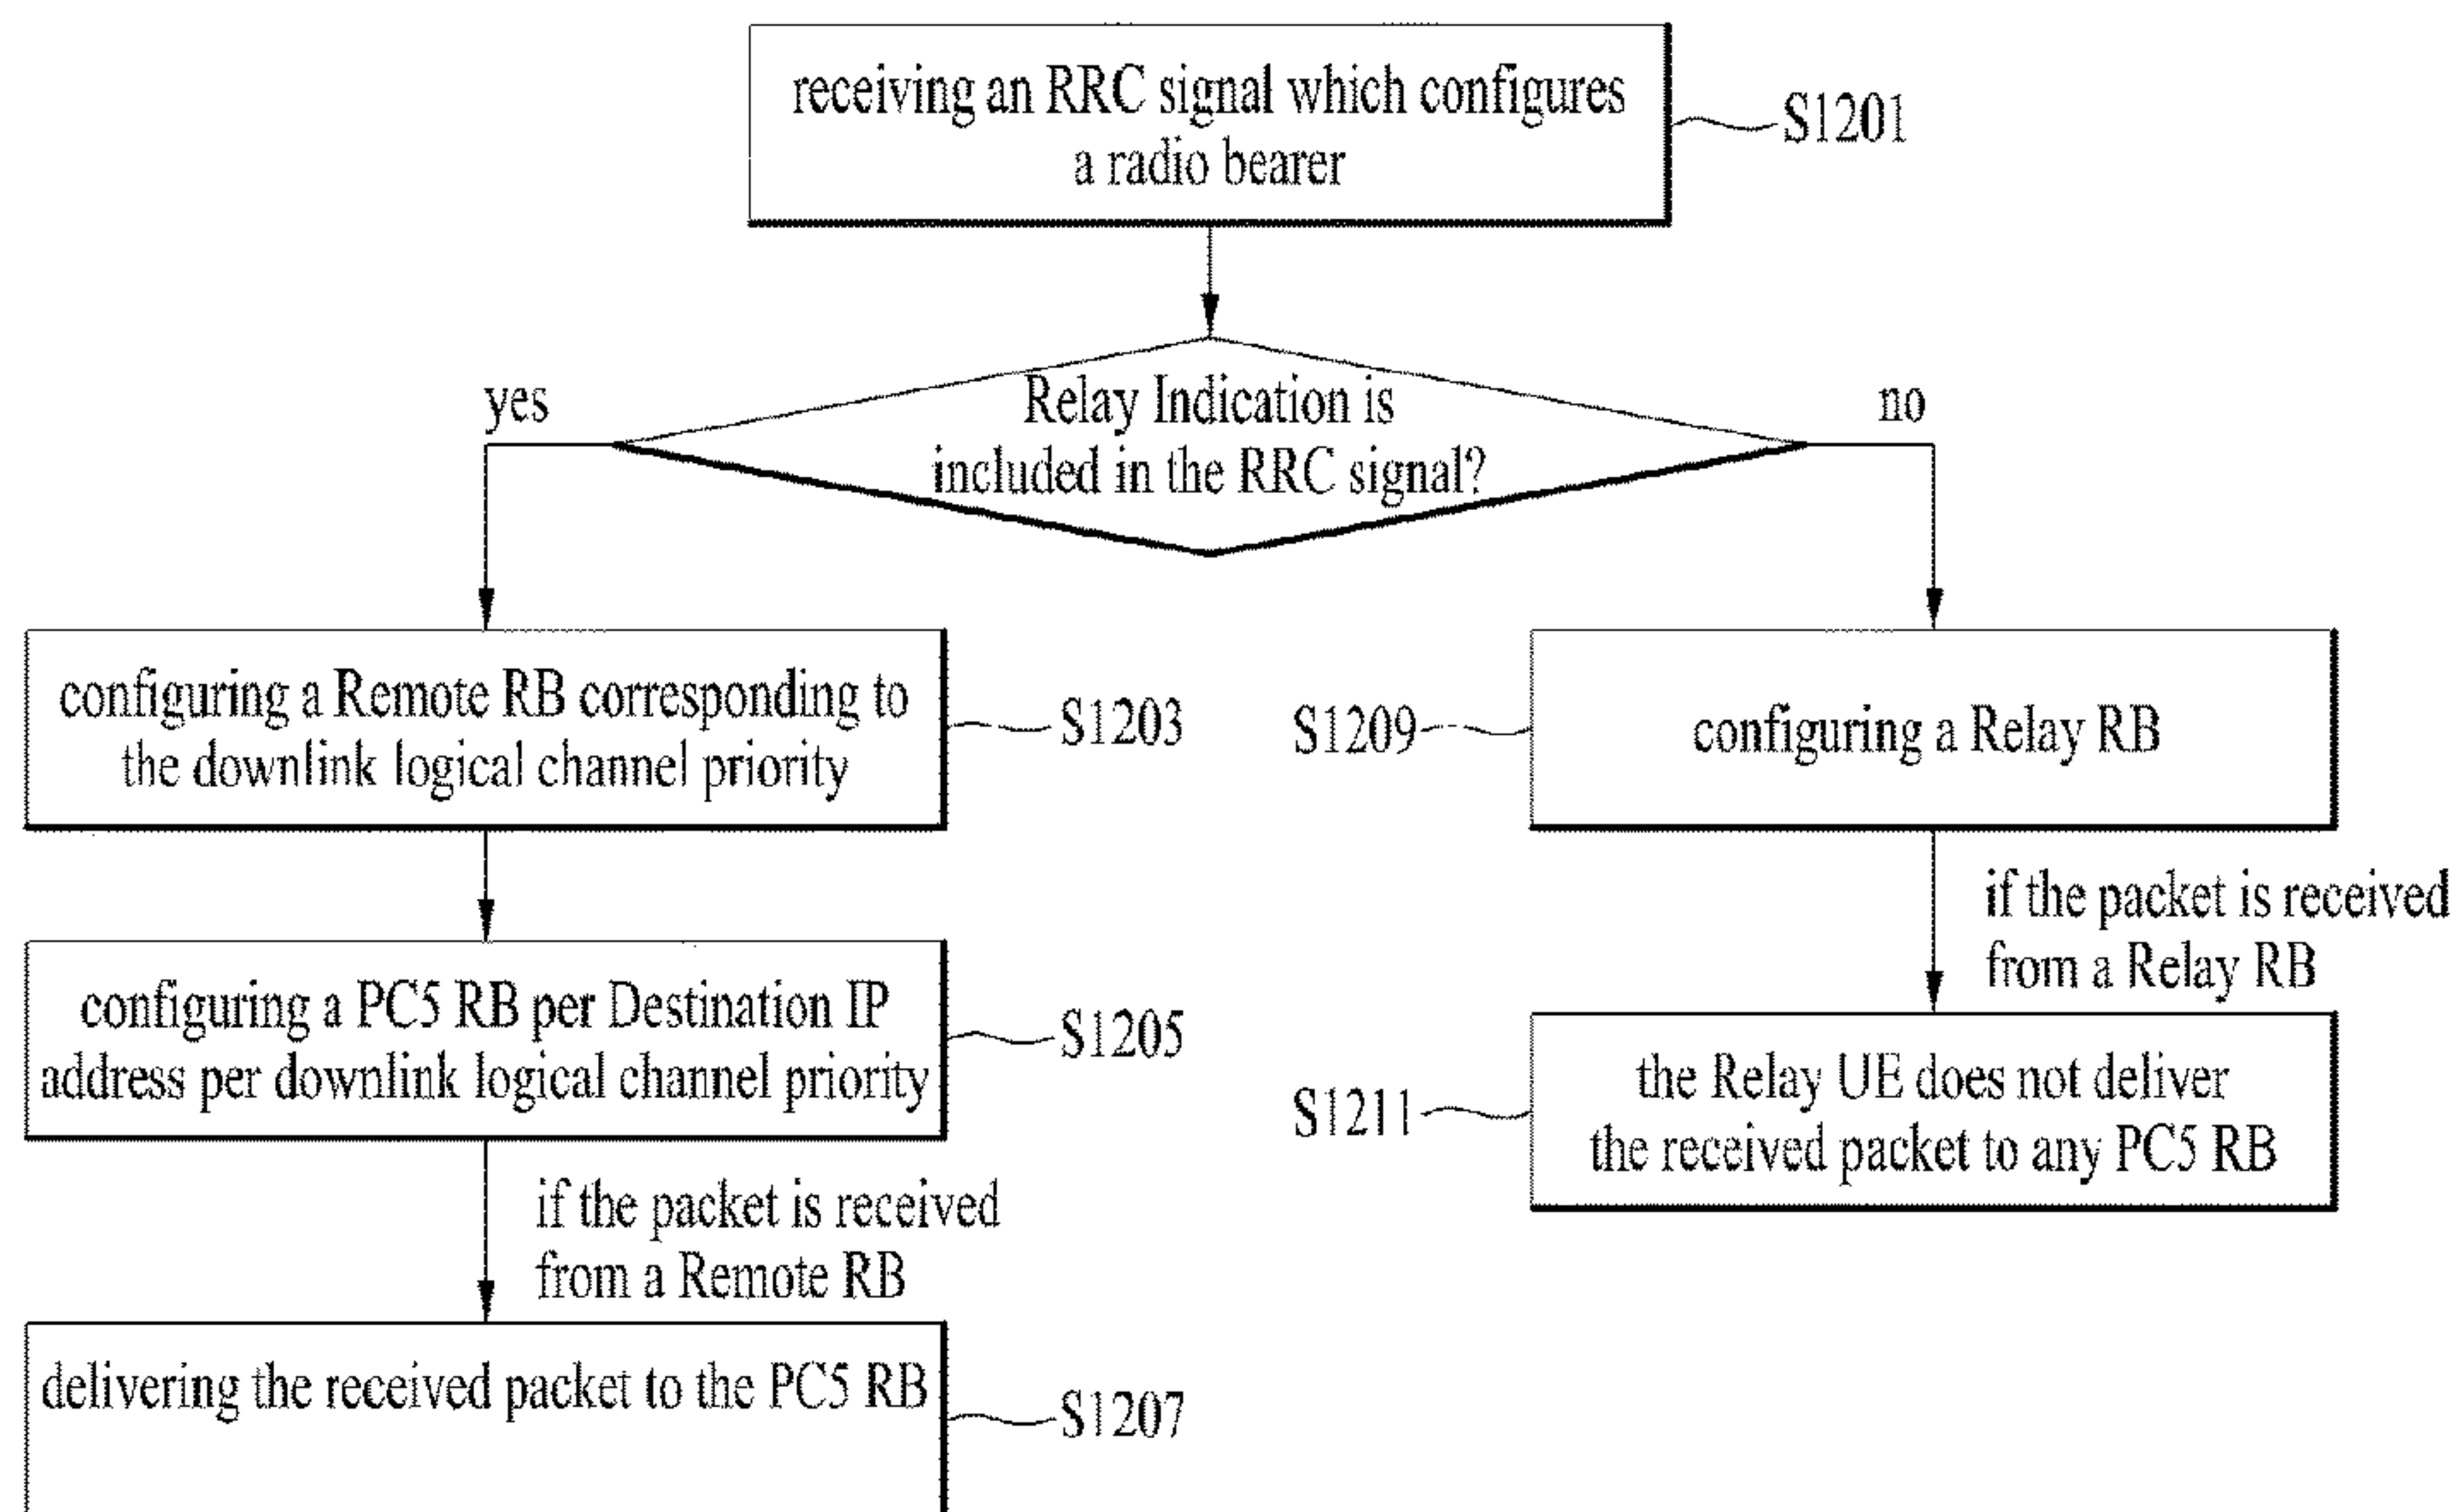 receiving an RRC signal which configures
a radio bearer
S1201
yes
Relay Indication is
included in the RRC signal?
no
configuring a Remote RB corresponding to
the downlink logical channel priority
S1203
S1209
configuring a Relay RB
if the packet is received
from a Relay RB
configuring a PC5 RB per Destination IP
address per downlink logical channel priority
S1205
S1211
the Relay UE does not deliver
the received packet to any PC5 RB
if the packet is received
from a Remote RB
delivering the received packet to the PC5 RB
S1207